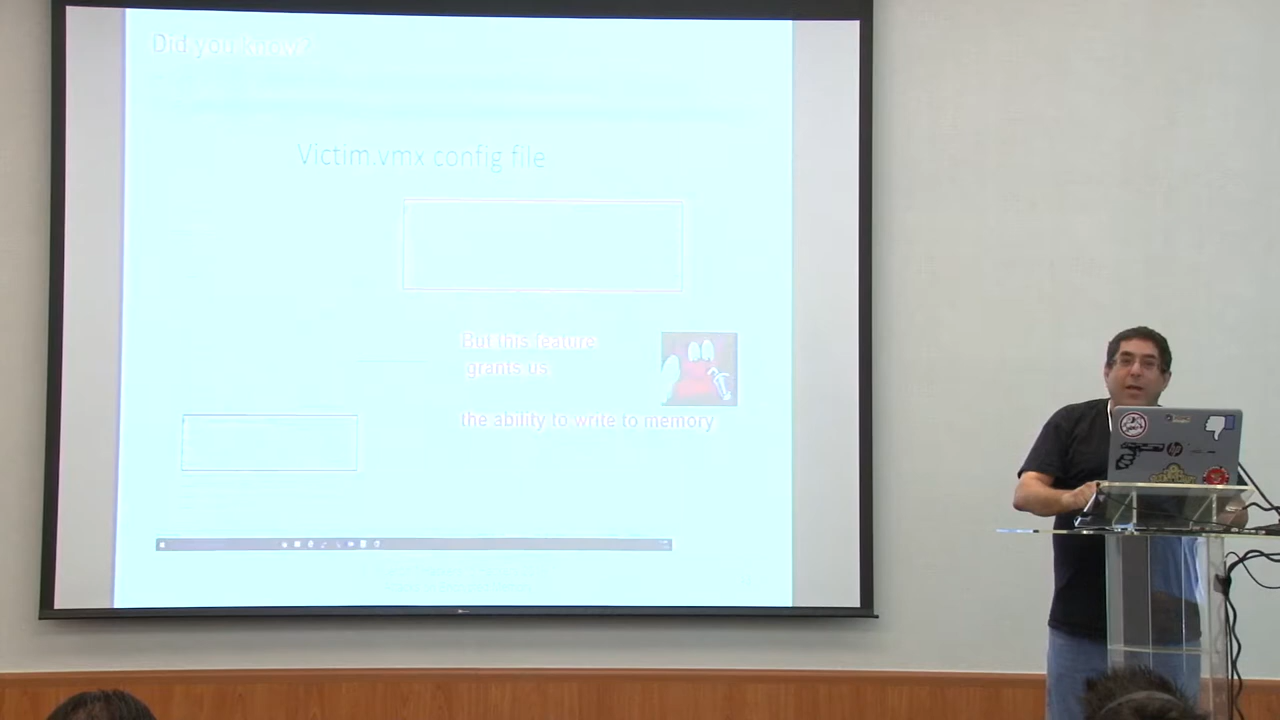 Did you know?
Victim.vmx config file
But this feature
grants us
the ability to write to memory